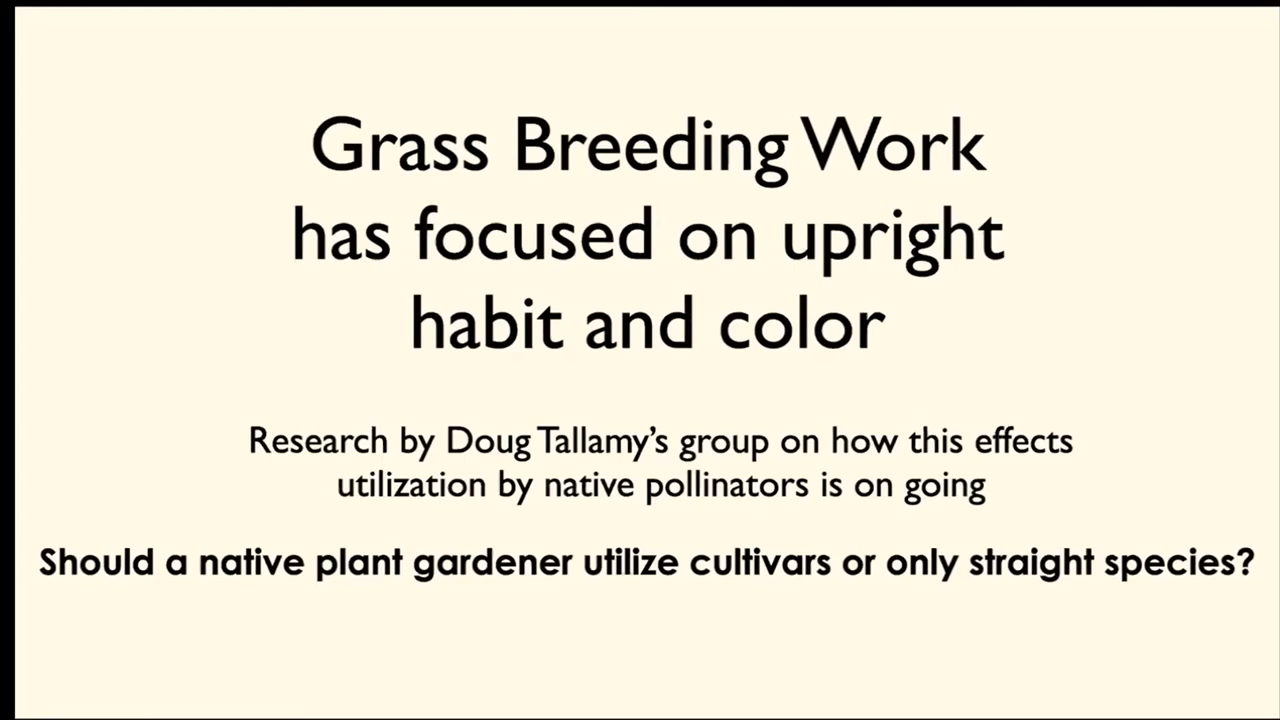 Grass Breeding Work
has focused on upright
habit and color
Research by Doug Tallamy's group on how this effects
utilization by native pollinators is on going
Should a native plant gardener utilize cultivars or only straight species?